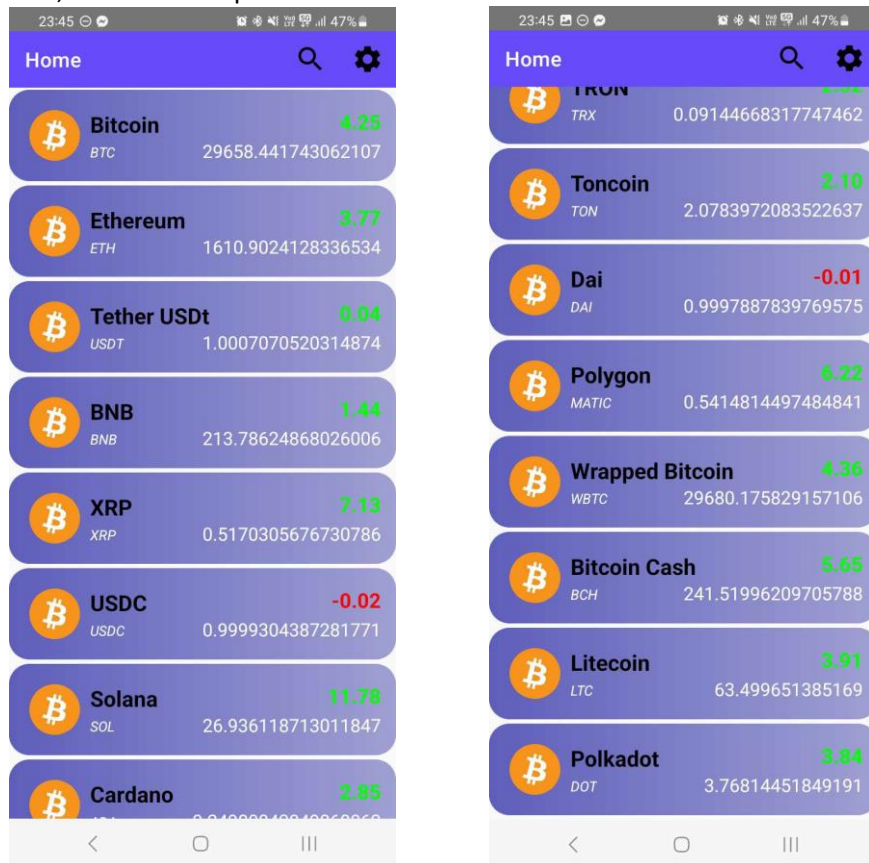 23:45 47%
Home
Bitcoin 4.25
BTC 29658.441743062107
Ethereum 3.77
ETH 1610.9024128336534
Tether USDt 0.04
USDT 1.0007070520314874
BNB 1.44
BNB 213.78624868026006
XRP 7.13
XRP 0.5170305676730786
USDC -0.02
USDC 0.9999304387281771
Solana 11.78
SOL 26.936118713011847
Cardano 2.85
23:45 47%
Home
TRON
TRX 0.09144668317747462
Toncoin 2.10
TON 2.0783972083522637
Dai -0.01
DAI 0.9997887839769575
Polygon 6.22
MATIC 0.5414814497484841
Wrapped Bitcoin 4.36
WBTC 29680.175829157106
Bitcoin Cash 5.65
BCH 241.51996209705788
Litecoin 3.91
LTC 63.499651385169
Polkadot 3.84
DOT 3.76814451849191